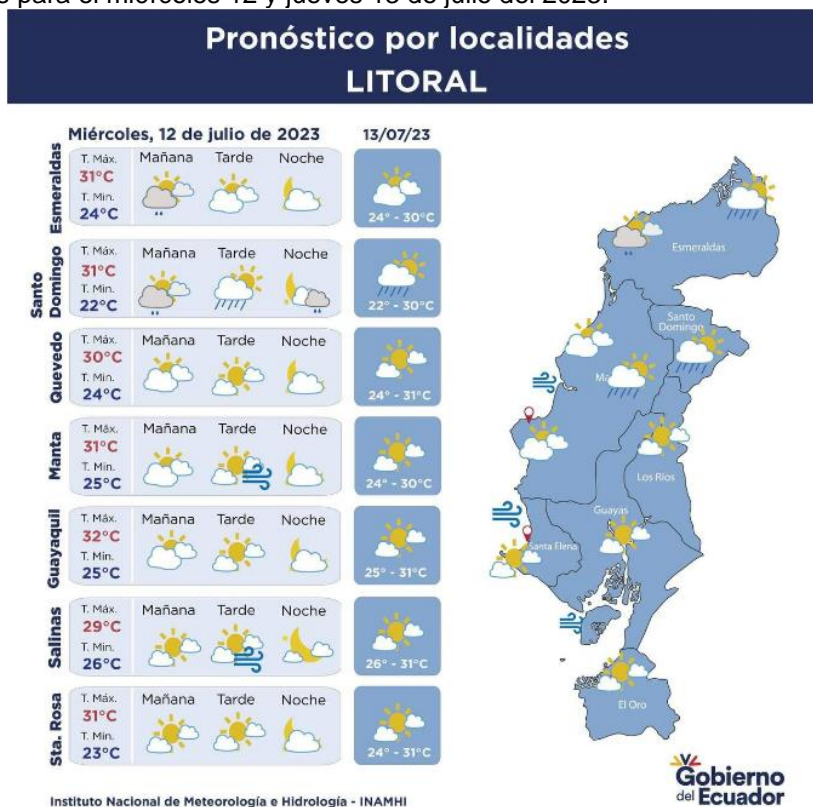 para el miércoles 12 y jueves 13 de julio del 2023.
Pronóstico por localidades
LITORAL
Miércoles, 12 de julio de 2023
13/07/23
Esmeraldas
T. Máx.
31°C
T. Min.
24°C
Mañana Tarde Noche
24° - 30°C
Santo
Domingo
T. Máx.
31°C
T. Min.
22°C
Mañana Tarde Noche
22° - 30°C
Quevedo
T. Máx.
30°C
T. Min.
24°C
Mañana Tarde Noche
24° - 31°C
Manta
T. Máx.
31°C
T. Min.
25°C
Mañana Tarde Noche
24° - 30°C
Guayaquil
T. Máx.
32°C
T. Min.
25°C
Mañana Tarde Noche
25° - 31°C
Salinas
T. Máx.
29°C
T. Min.
26°C
Mañana Tarde Noche
26° - 31°C
Sta. Rosa
T. Máx.
31°C
T. Min.
23°C
Mañana Tarde Noche
24° - 31°C
Esmeraldas
Santo
Domingo
Los Ríos
Guayas
Santa Elena
El Oro
Instituto Nacional de Meteorología e Hidrología - INAMHI
Gobierno
del Ecuador